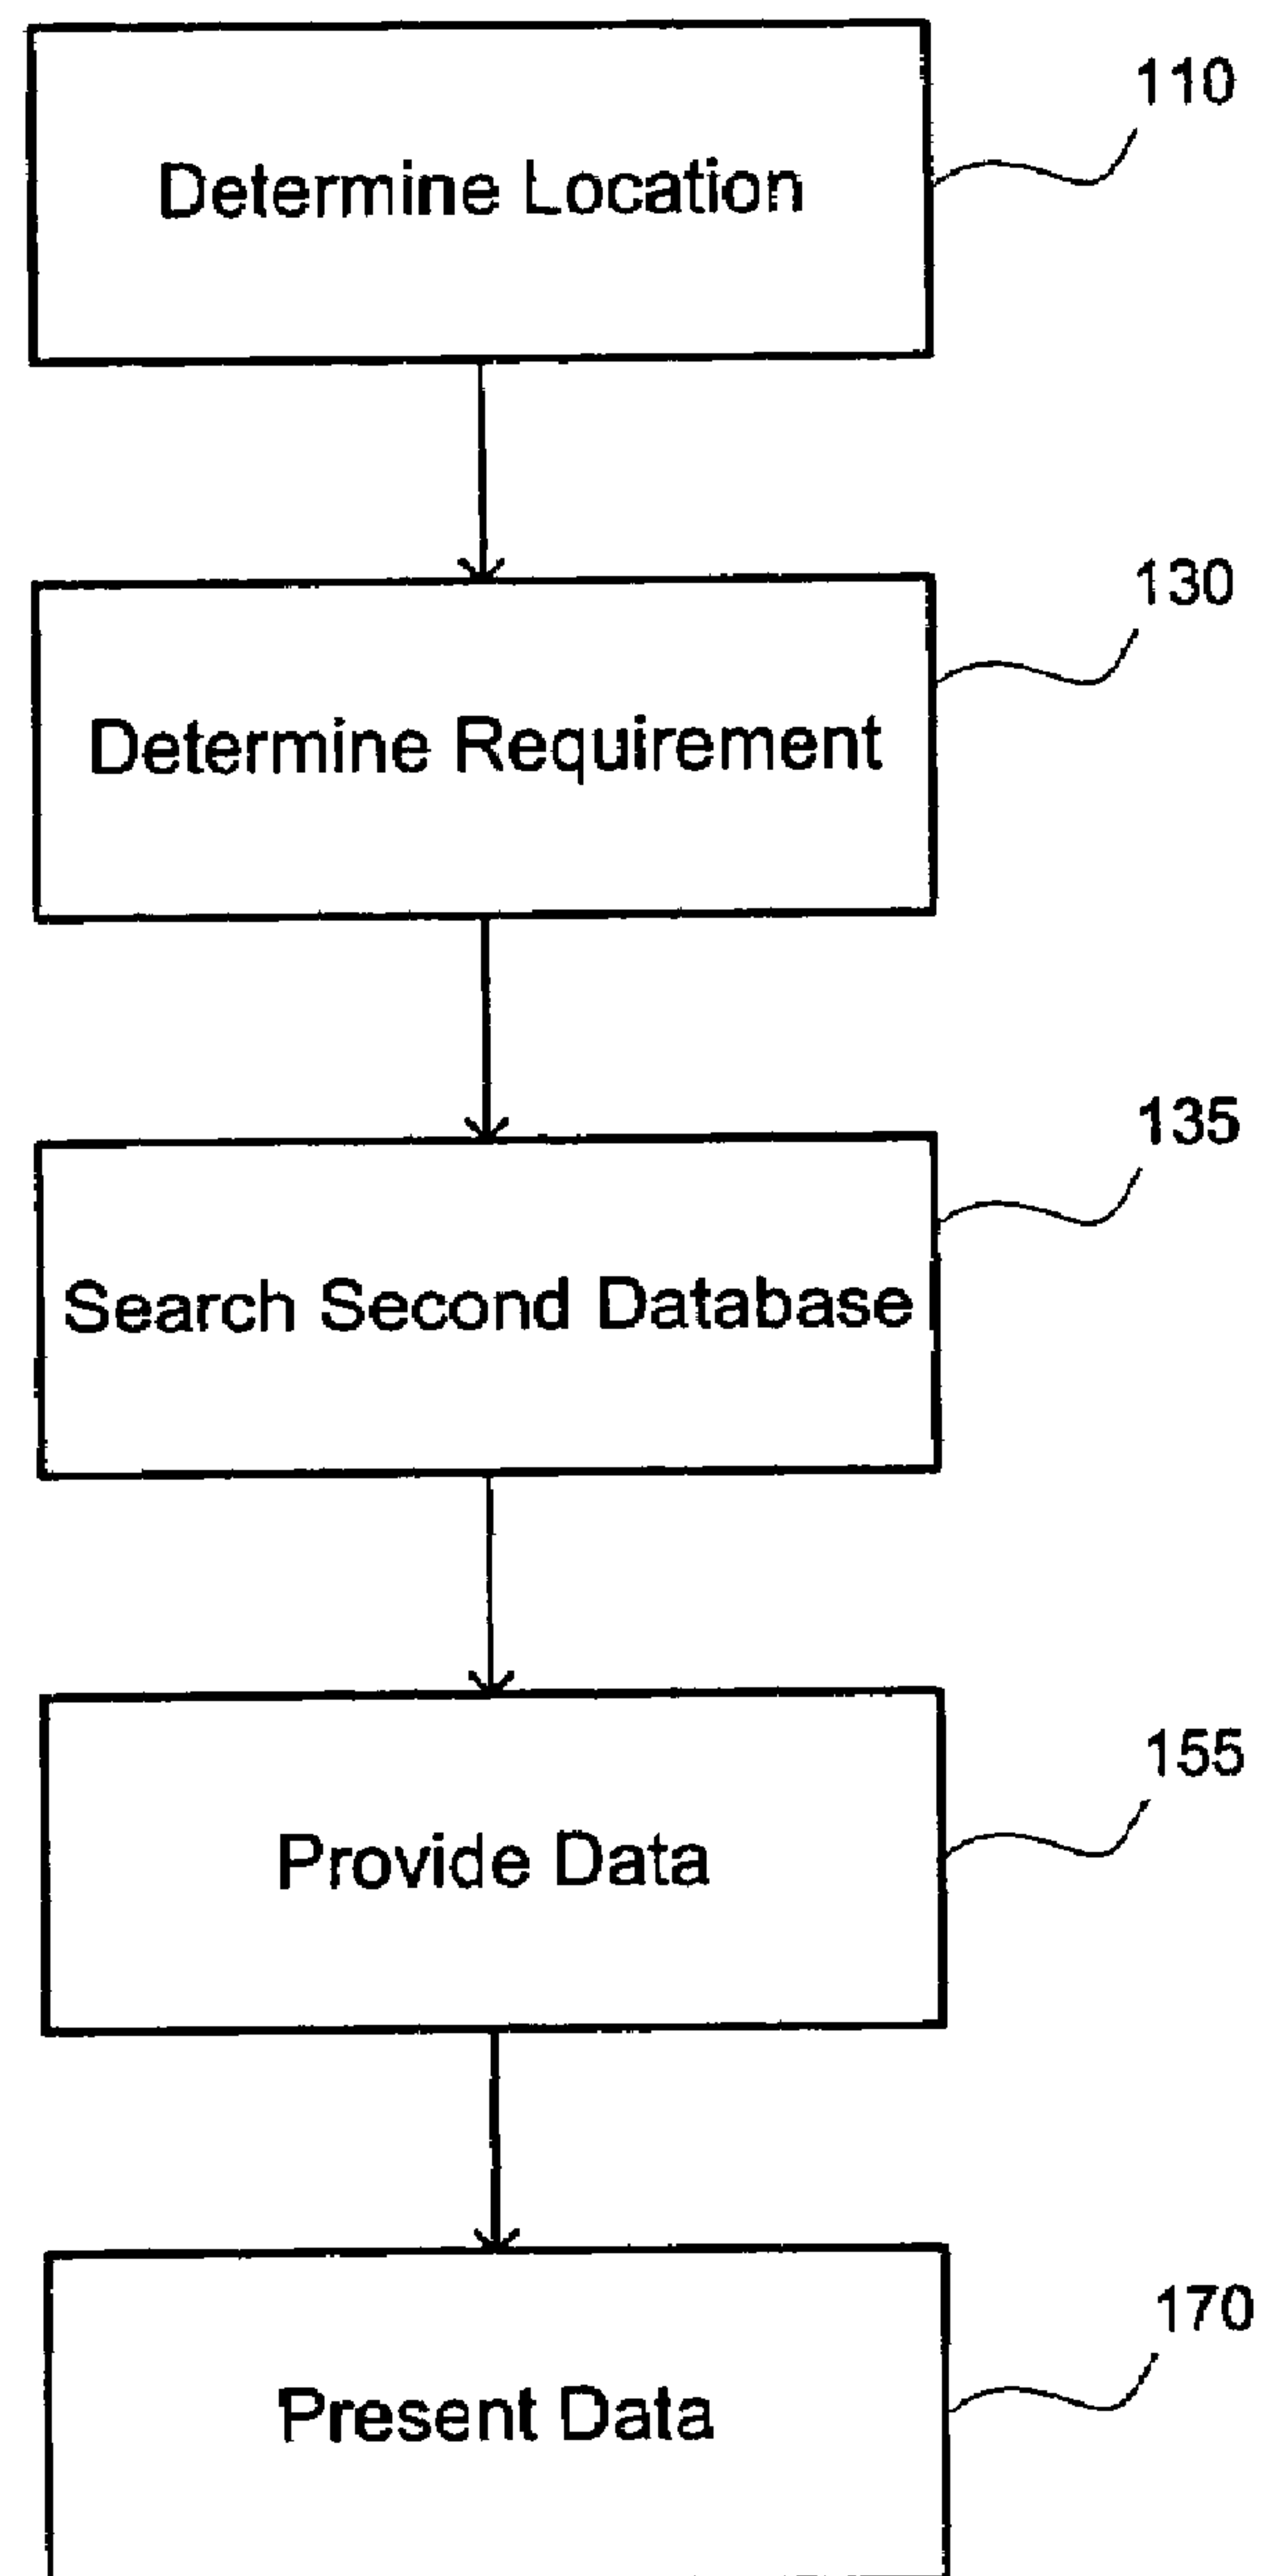 110
Determine Location
130
Determine Requirement
135
Search Second Database
155
Provide Data
170
Present Data